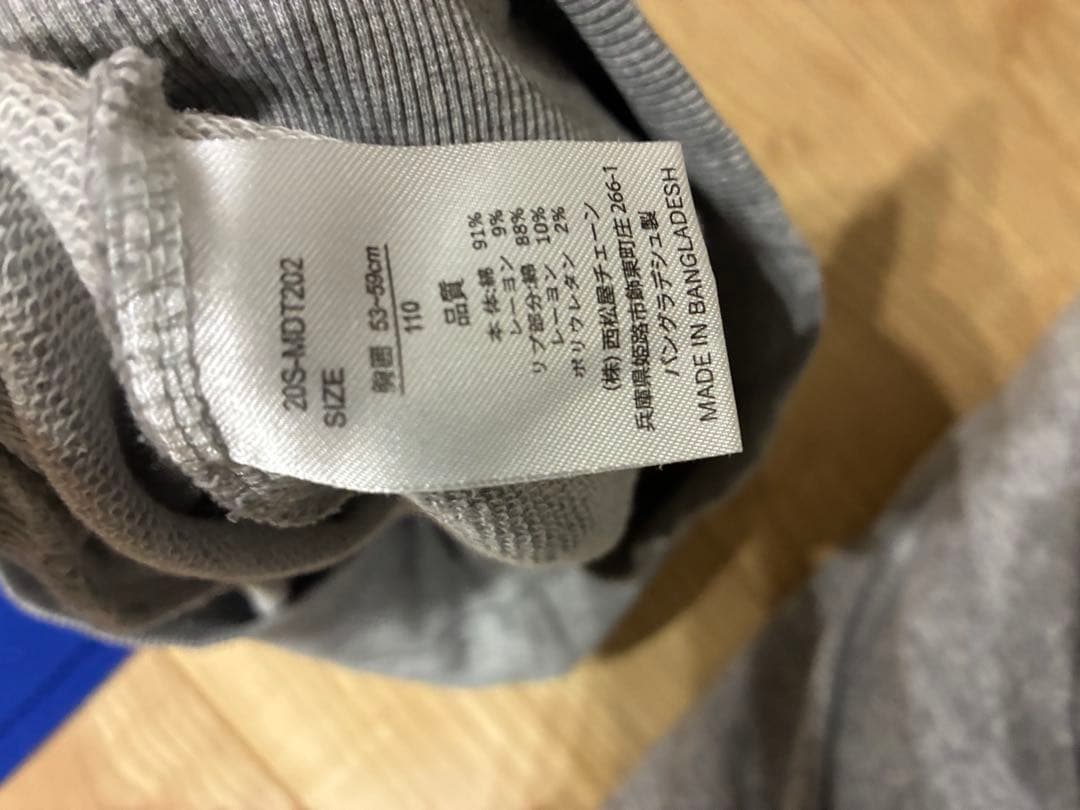 20S-MDT202
SIZE
胸囲 53~59cm
110
品質
本体:綿 91%
レーヨン 9%
リブ部分:綿 88%
レーヨン 10%
ポリウレタン 2%
(株)西松屋チェーン
兵庫県姫路市飾東町庄266-1
バングラデシュ製
MADE IN BANGLADESH